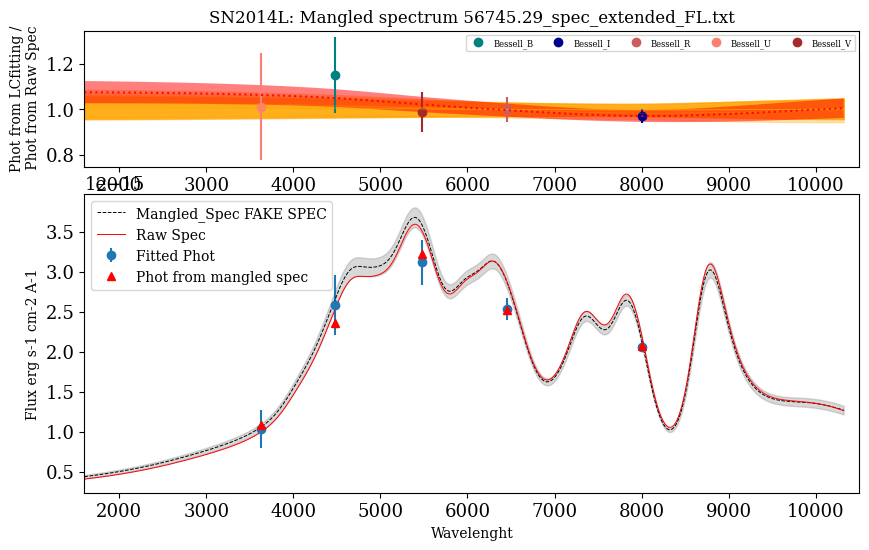 SN2014L: Mangled spectrum 56745.29_spec_extended_FL.txt
Phot from LCfitting /
Phot from Raw Spec
Bessell_B Bessell_I Bessell_R Bessell_U Bessell_V
1.2
1.0
0.8
2000 3000 4000 5000 6000 7000 8000 9000 10000
Mangled_Spec FAKE SPEC
Raw Spec
Fitted Phot
Phot from mangled spec
Flux erg s-1 cm-2 A-1
3.5
3.0
2.5
2.0
1.5
1.0
0.5
2000 3000 4000 5000 6000 7000 8000 9000 10000
Wavelenght